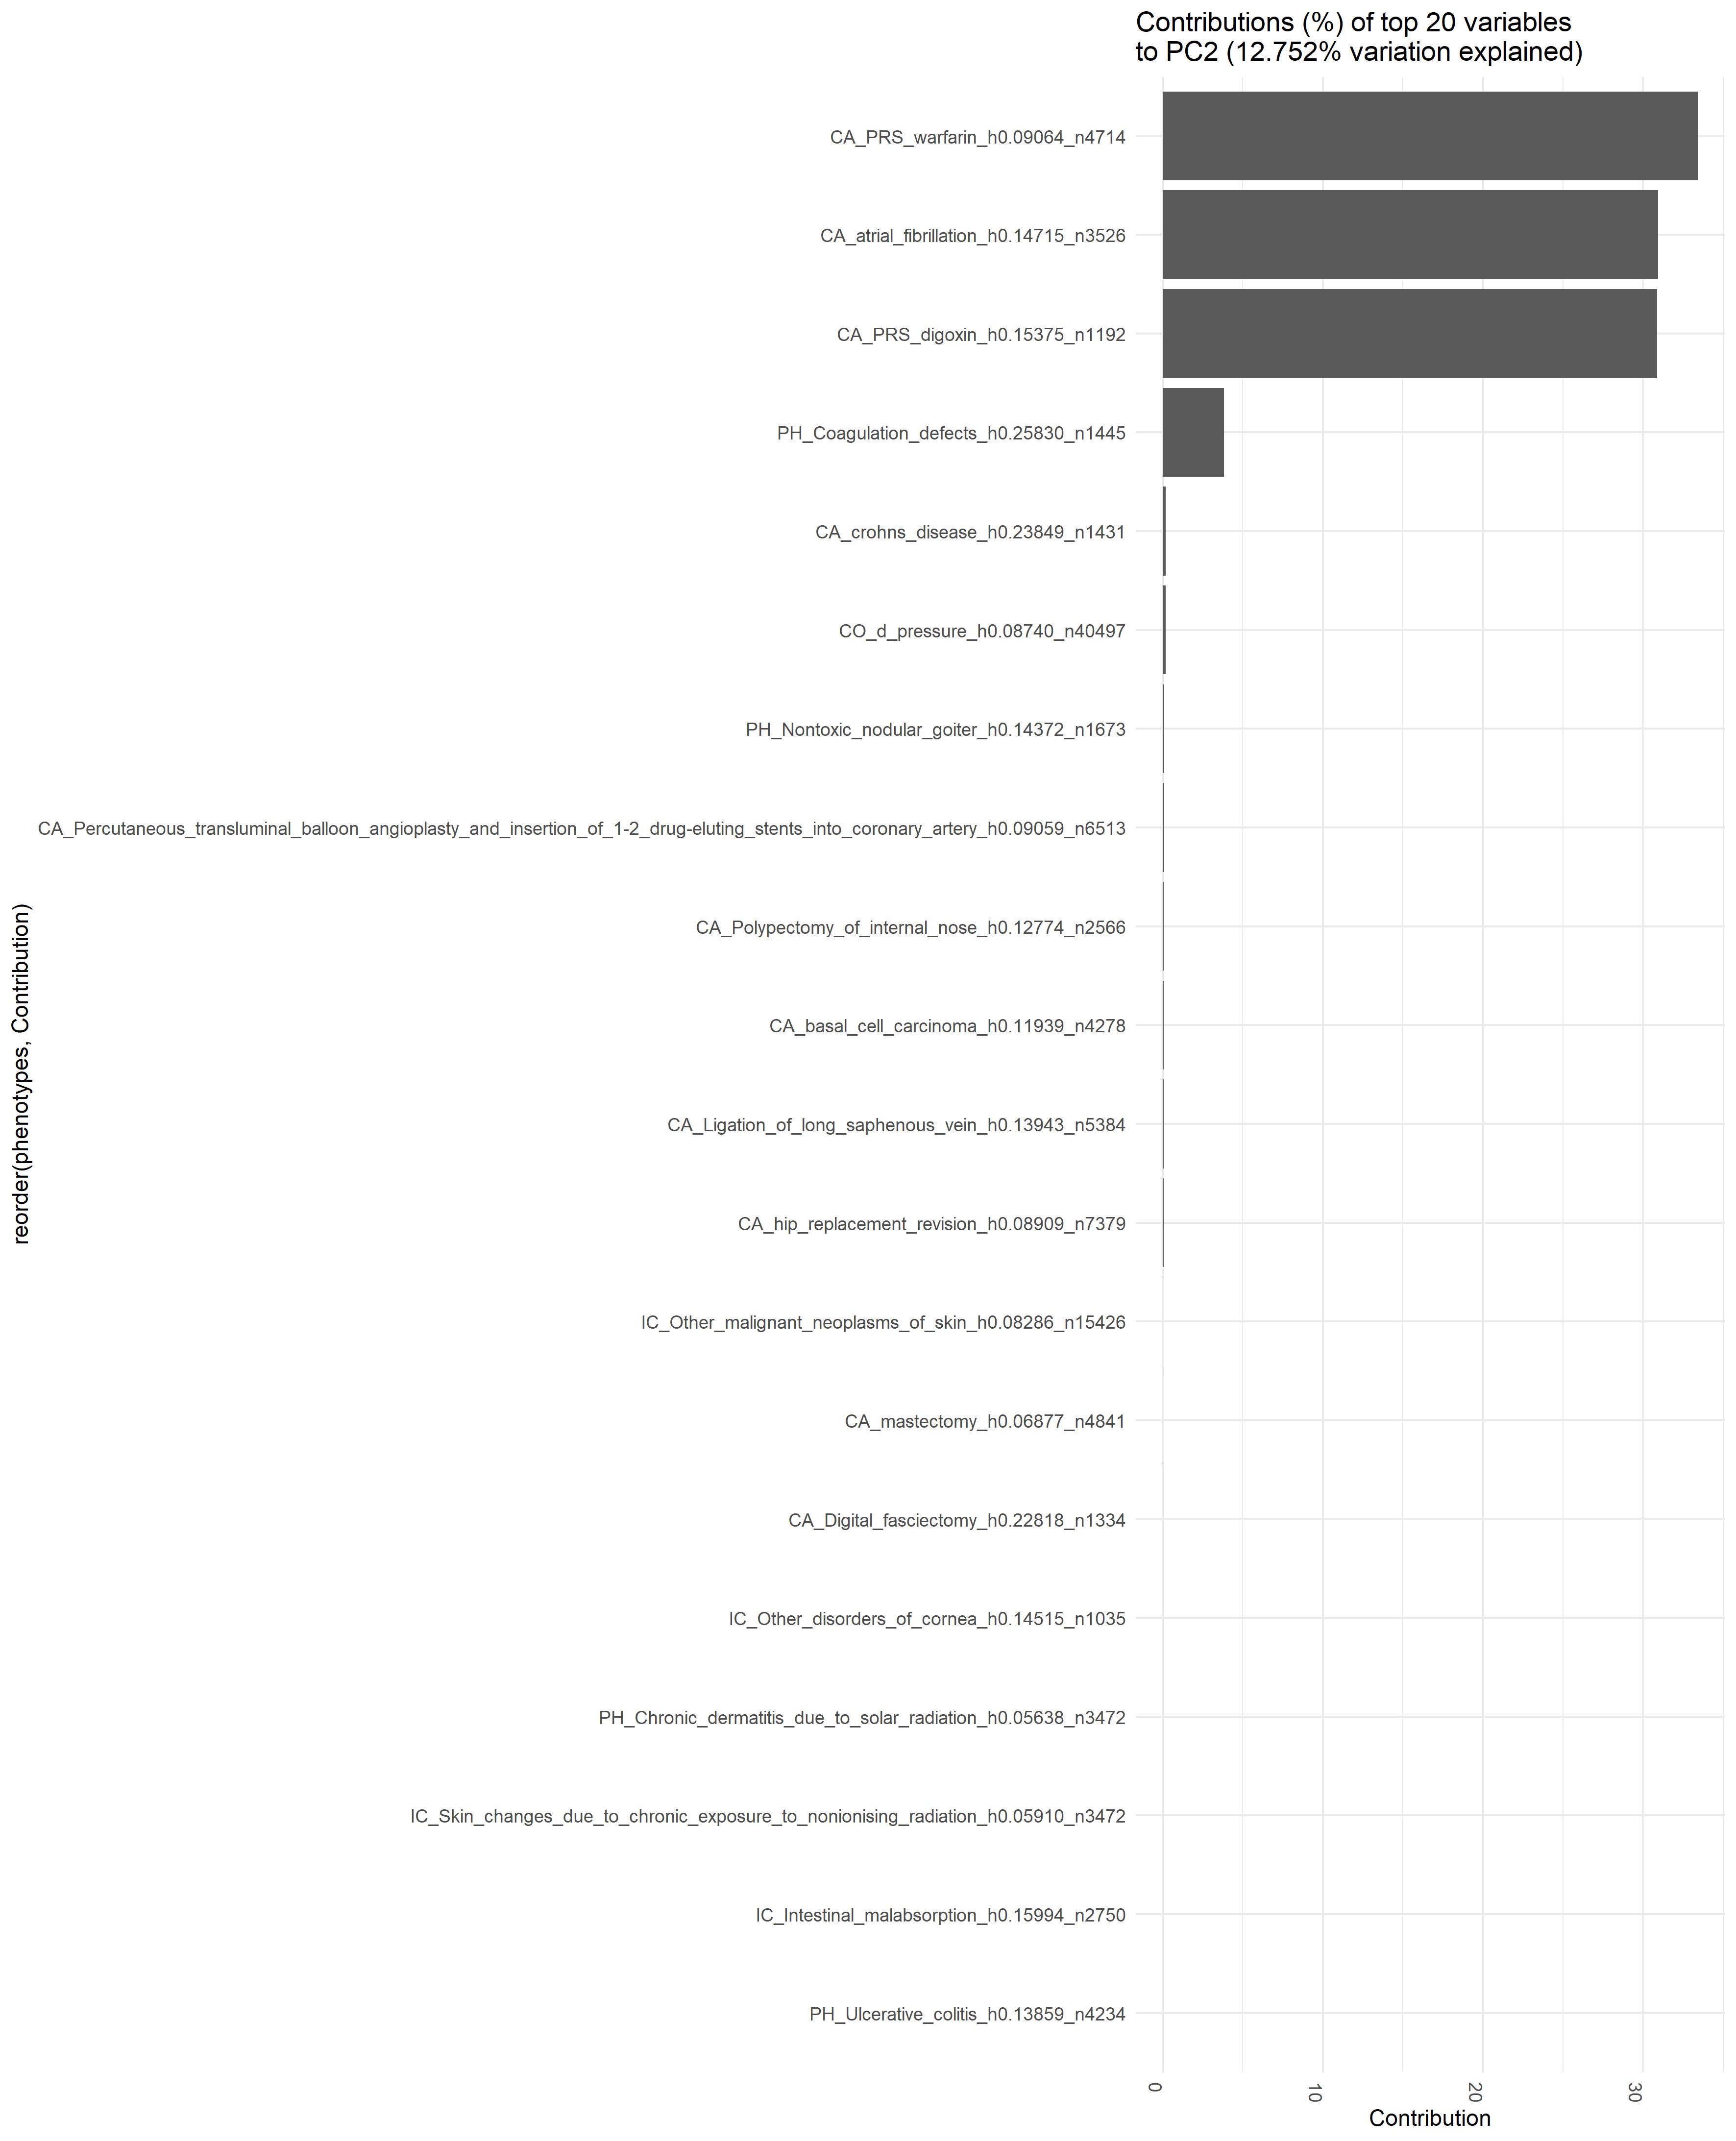 Contributions (%) of top 20 variables
to PC2 (12.752% variation explained)
CA_PRS_warfarin_h0.09064_n4714
CA_atrial_fibrillation_h0.14715_n3526
CA_PRS_digoxin_h0.15375_n1192
PH_Coagulation_defects_h0.25830_n1445
CA_crohns_disease_h0.23849_n1431
CO_d_pressure_h0.08740_n40497
PH_Nontoxic_nodular_goiter_h0.14372_n1673
CA_Percutaneous_transluminal_balloon_angioplasty_and_insertion_of_1-2_drug-eluting_stents_into_coronary_artery_h0.09059_n6513
CA_Polypectomy_of_internal_nose_h0.12774_n2566
CA_basal_cell_carcinoma_h0.11939_n4278
CA_Ligation_of_long_saphenous_vein_h0.13943_n5384
CA_hip_replacement_revision_h0.08909_n7379
IC_Other_malignant_neoplasms_of_skin_h0.08286_n15426
CA_mastectomy_h0.06877_n4841
CA_Digital_fasciectomy_h0.22818_n1334
IC_Other_disorders_of_cornea_h0.14515_n1035
PH_Chronic_dermatitis_due_to_solar_radiation_h0.05638_n3472
IC_Skin_changes_due_to_chronic_exposure_to_nonionising_radiation_h0.05910_n3472
IC_Intestinal_malabsorption_h0.15994_n2750
PH_Ulcerative_colitis_h0.13859_n4234
reorder(phenotypes, Contribution)
0
10
20
30
Contribution